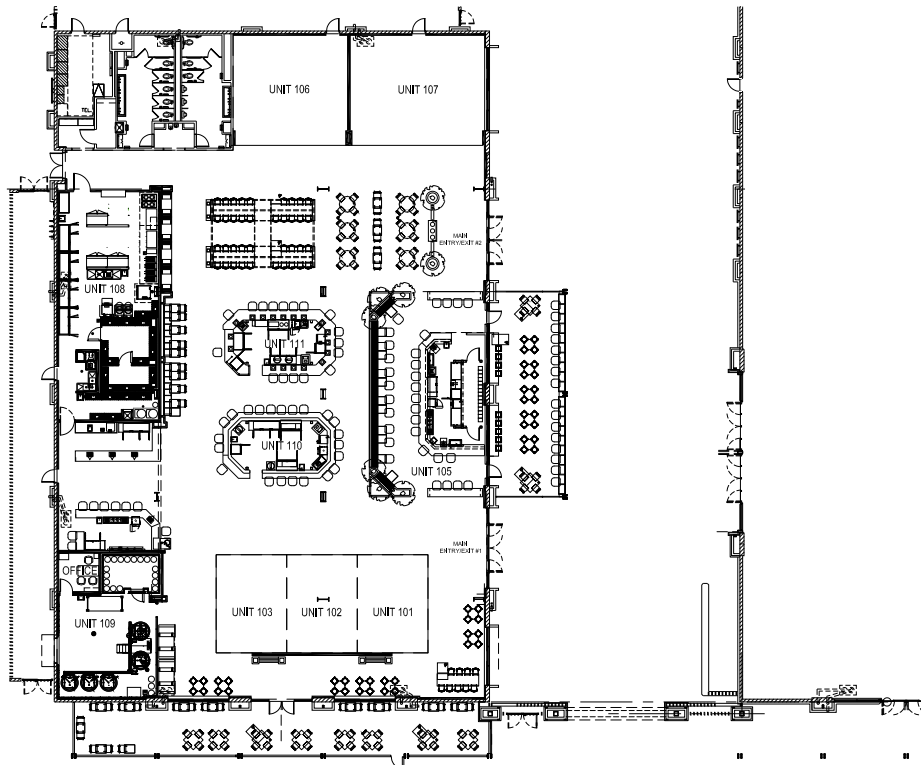 UNIT 106
UNIT 107
TEL.
MAIN
ENTRY/EXIT #2
UNIT 108
UNIT 111
UNIT 110
UNIT 105
MAIN
ENTRY/EXIT #1
OFFICE
UNIT 103
UNIT 102
UNIT 101
UNIT 109